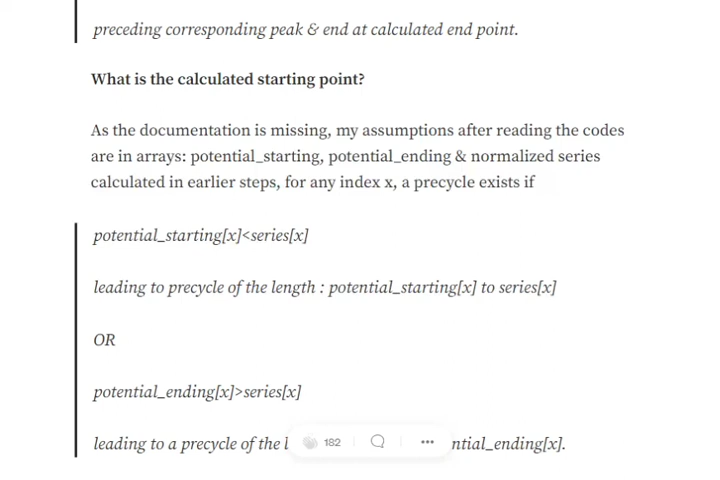 preceding corresponding peak & end at calculated end point.
What is the calculated starting point?
As the documentation is missing, my assumptions after reading the codes
are in arrays: potential_starting, potential_ending & normalized series
calculated in earlier steps, for any index x, a precycle exists if
potential_starting[x]<series[x]
leading to precycle of the length : potential_starting[x] to series[x]
OR
potential_ending[x]>series[x]
leading to a precycle of the l 182 ntial_ending[x].